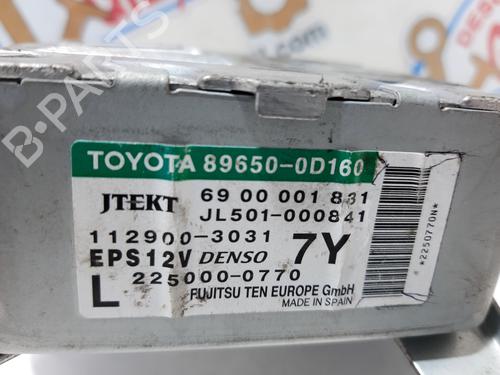 TOYOTA 89650-0D160
JTEKT 69 00 001 831
JL501-000841
112900-3031 7Y
EPS12V DENSO
L 225000-0770
FUJITSU TEN EUROPE GmbH
MADE IN SPAIN
*2250770N*
B-PARTS